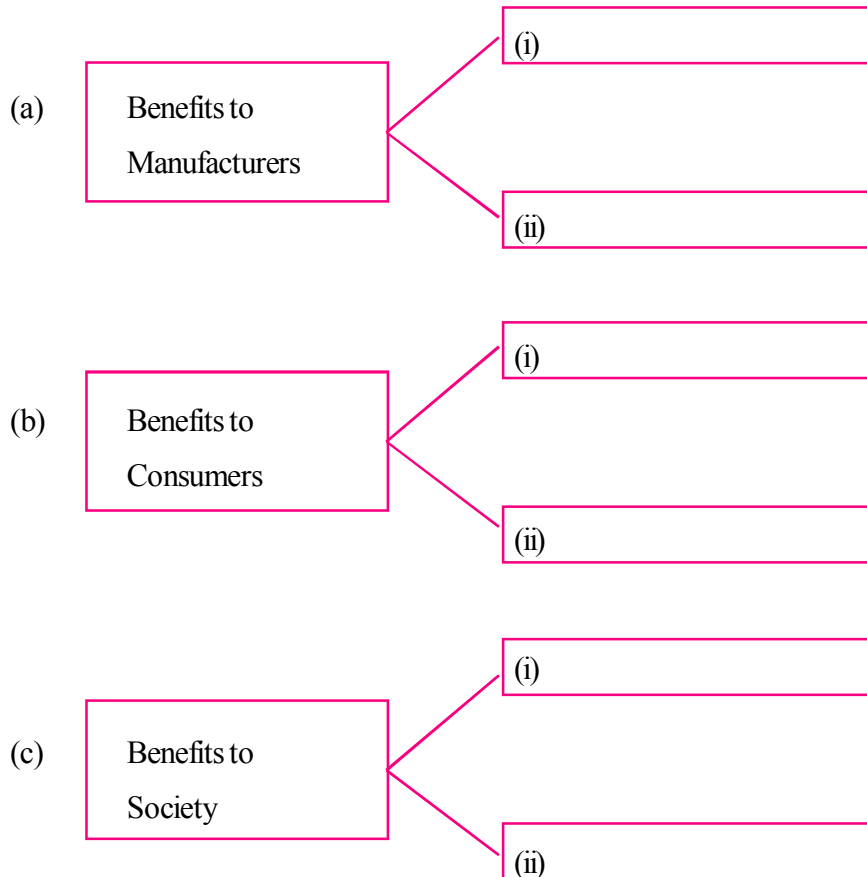 (i)
(a)
Benefits to
Manufacturers
(ii)
(i)
(b)
Benefits to
Consumers
(ii)
(i)
(c)
Benefits to
Society
(ii)